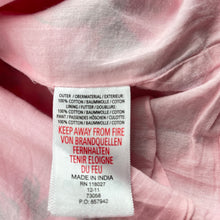 OUTER / OBERMATERIAL / EXTERIEUR
100% COTTON / BAUMWOLLE / COTON
LINING / FUTTER / DOUBLURE
100% COTTON / BAUMWOLLE / COTON
PANT / PASSENDES HÖSCHEN / CULOTTE
100% COTTON / BAUMWOLLE / COTON
KEEP AWAY FROM FIRE
VON BRANDQUELLEN
FERNHALTEN
TENIR ELOIGNE
DU FEU
MADE IN INDIA
RN 118027
12-11
73058
P.O: 657942